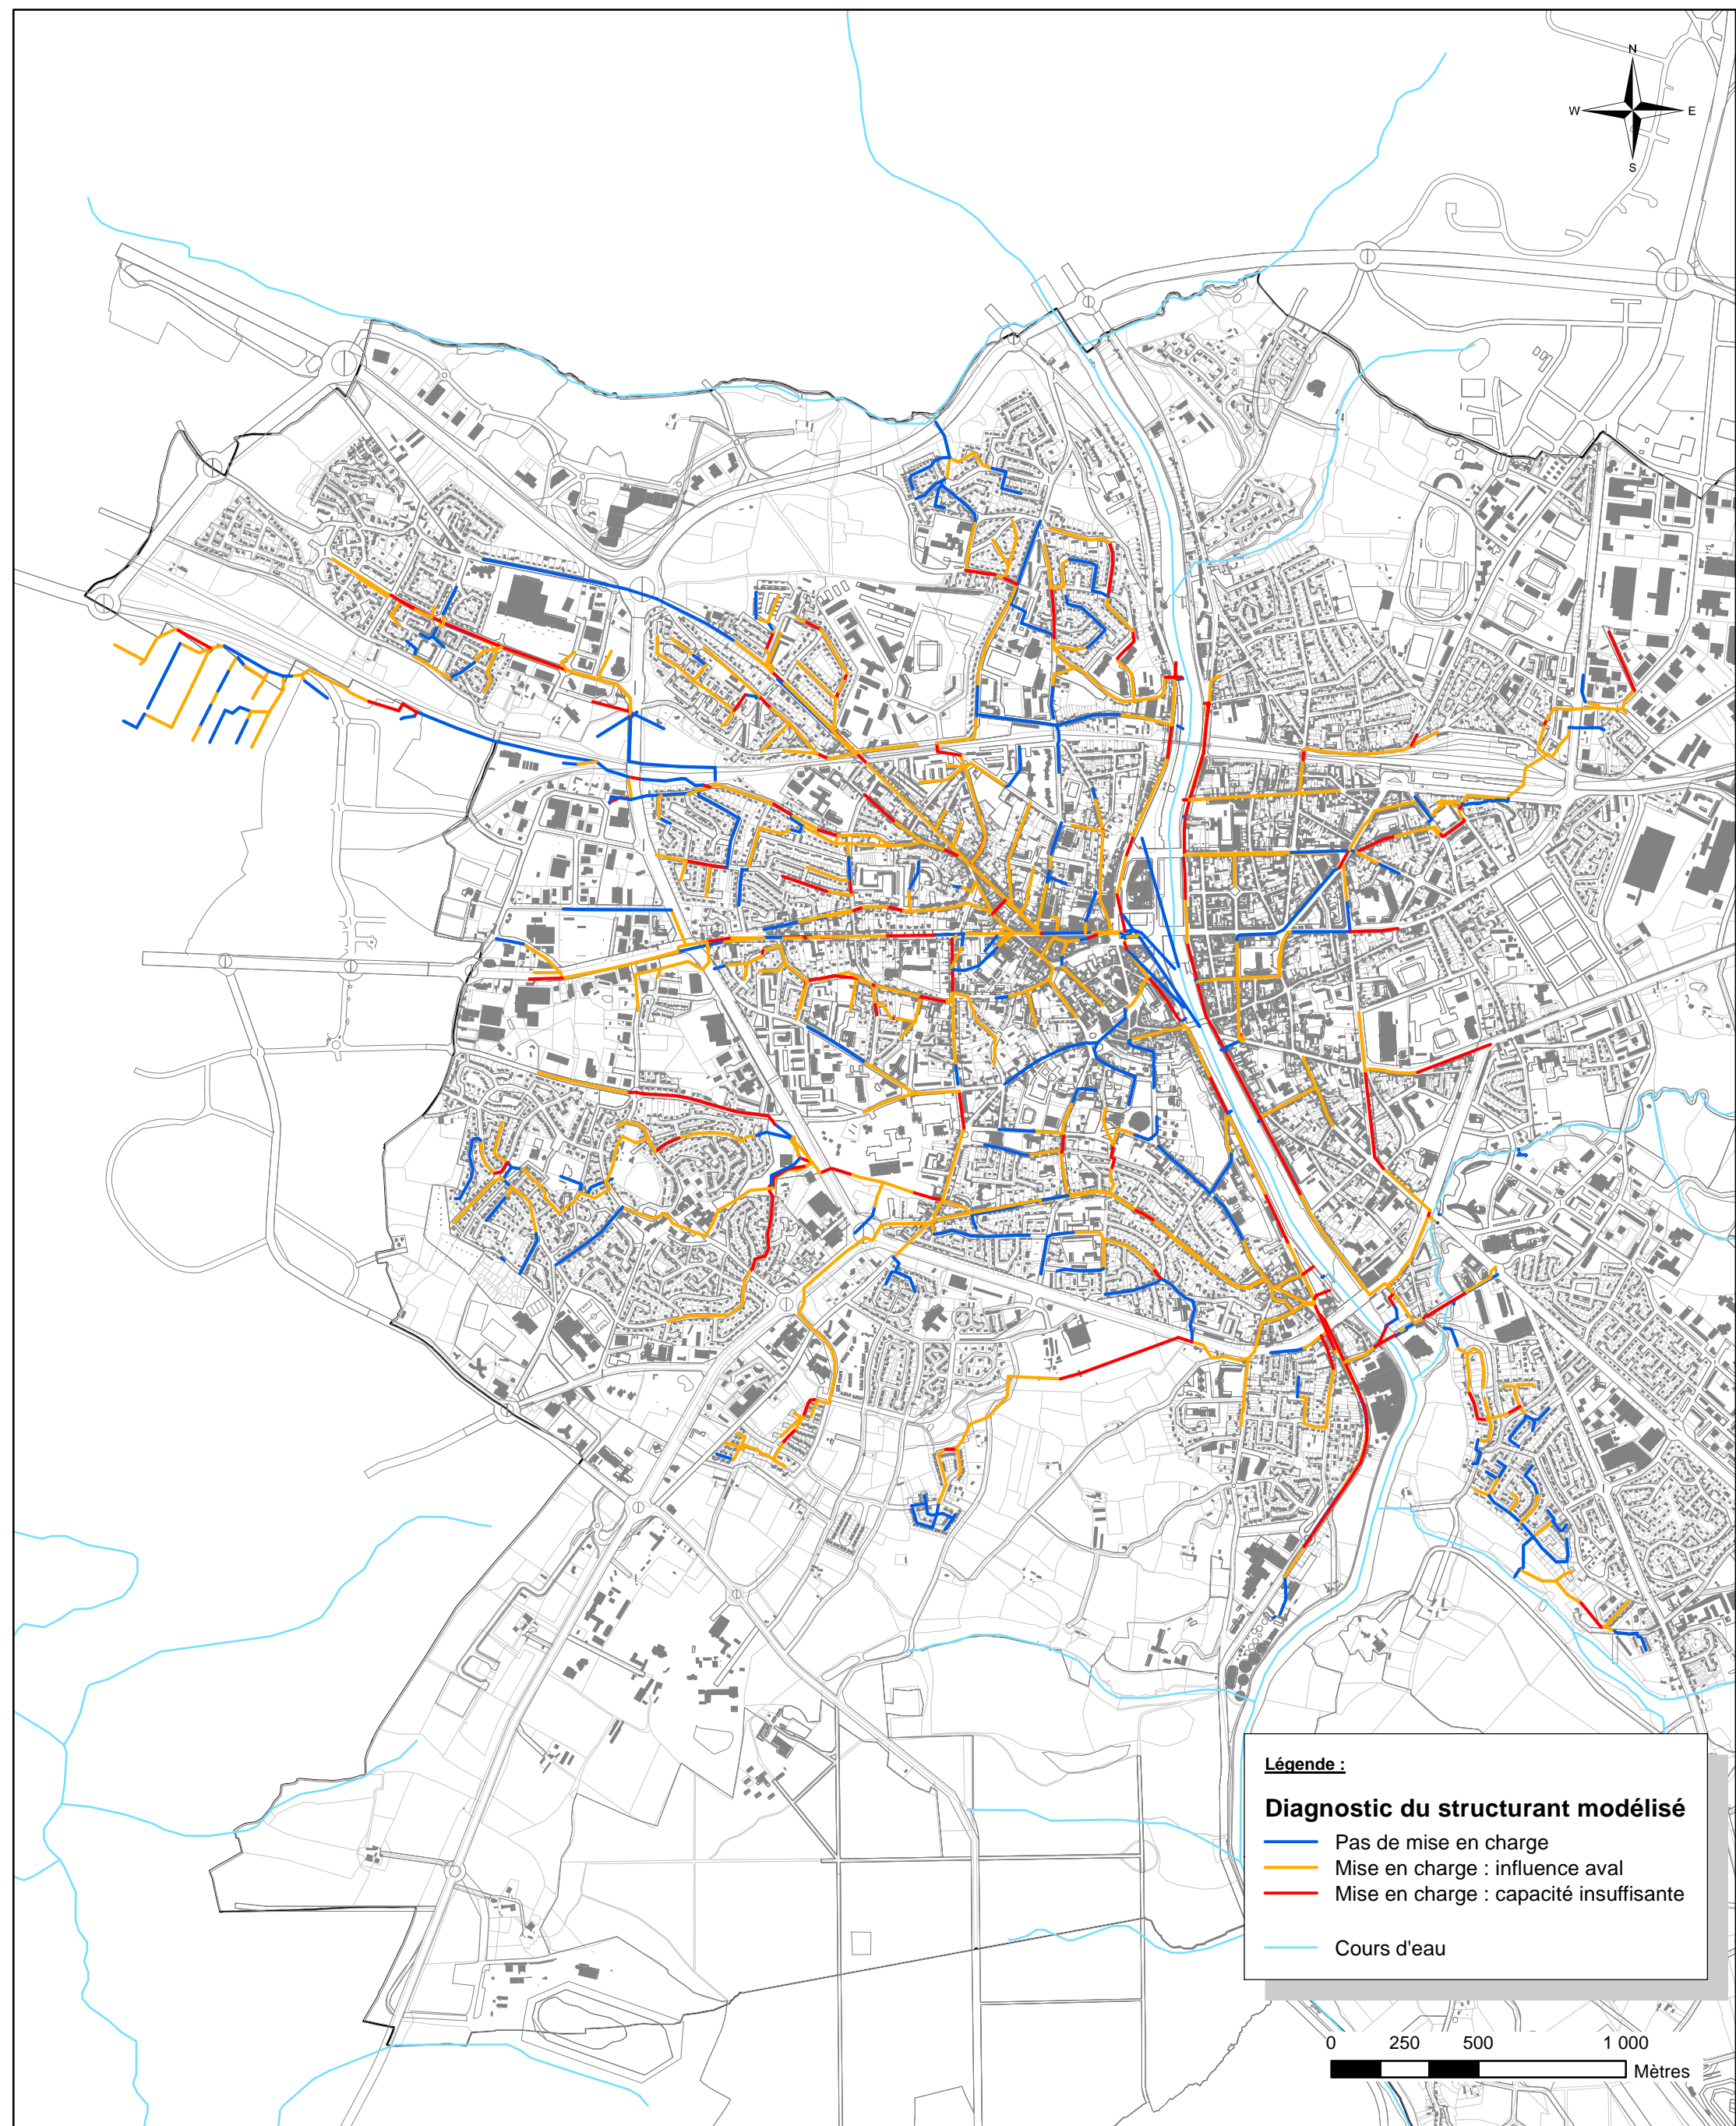 N
W E
S
Légende :
Diagnostic du structurant modélisé
Pas de mise en charge
Mise en charge : influence aval
Mise en charge : capacité insuffisante
Cours d'eau
0 250 500 1 000
Mètres